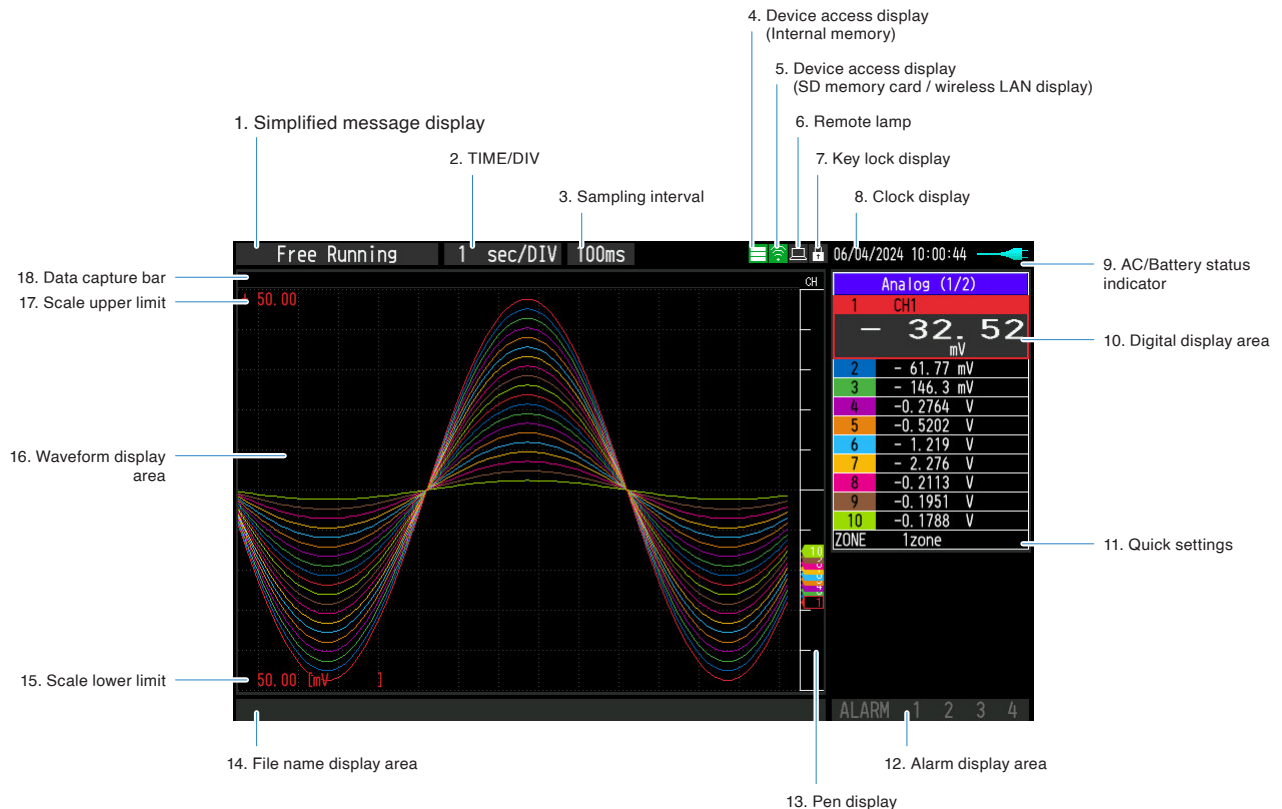 4. Device access display
(Internal memory)
5. Device access display
(SD memory card / wireless LAN display)
1. Simplified message display
6. Remote lamp
2. TIME/DIV
7. Key lock display
3. Sampling interval
8. Clock display
Free Running
1 sec/DIV
100ms
06/04/2024 10:00:44
9. AC/Battery status
indicator
18. Data capture bar
17. Scale upper limit
+ 50.00
CH
Analog (1/2)
1 CH1
- 32.52
mV
10. Digital display area
2 - 61.77 mV
3 - 146.3 mV
4 -0.2764 V
5 -0.5202 V
6 - 1.219 V
7 - 2.276 V
8 -0.2113 V
9 -0.1951 V
10 -0.1788 V
ZONE 1zone
11. Quick settings
16. Waveform display
area
10
1
15. Scale lower limit
- 50.00 [mV ]
ALARM 1 2 3 4
14. File name display area
12. Alarm display area
13. Pen display